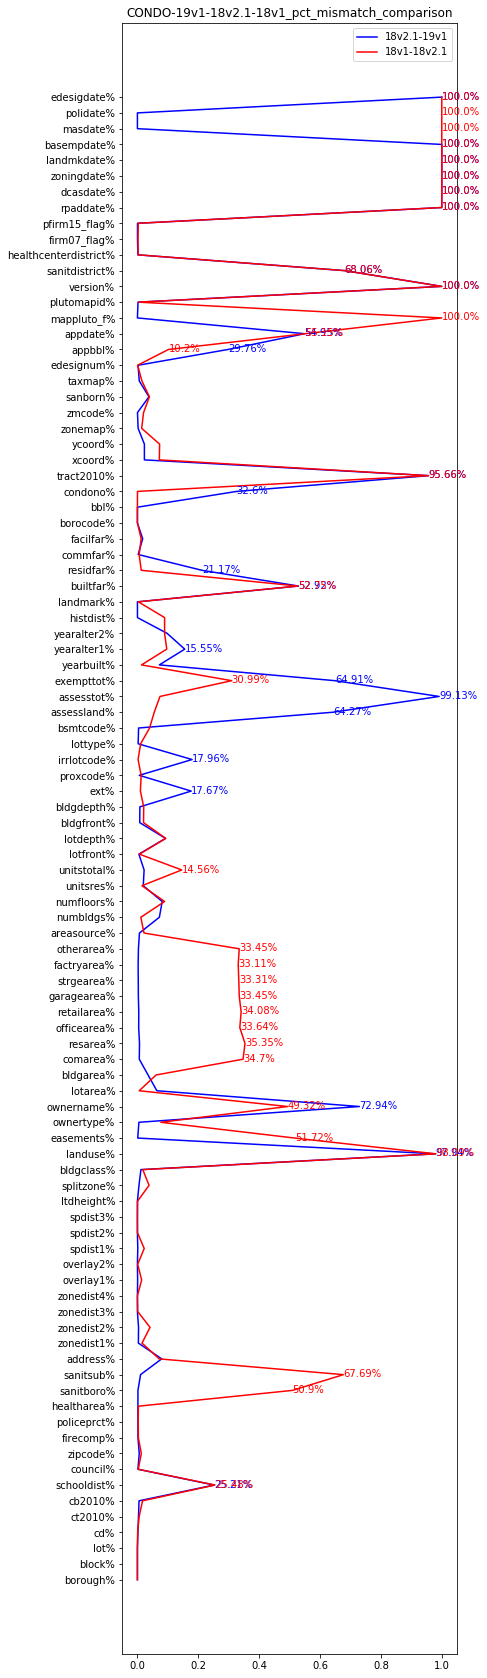 CONDO-19v1-18v2.1-18v1_pct_mismatch_comparison
18v2.1-19v1
18v1-18v2.1
edesigdate% 100.0%
polidate% 100.0%
masdate% 100.0%
basempdate% 100.0%
landmkdate% 100.0%
zoningdate% 100.0%
dcasdate% 100.0%
rpaddate% 100.0%
pfirm15_flag%
firm07_flag%
healthcenterdistrict%
sanitdistrict% 68.06%
version% 100.0%
plutomapid%
mappluto_f% 100.0%
appdate%
appbbl% 10.2% 29.76%
edesignum%
taxmap%
sanborn%
zmcode%
zonemap%
ycoord%
xcoord%
tract2010% 95.66%
condono% 32.6%
bbl%
borocode%
facilfar%
commfar%
residfar% 21.17%
builtfar%
landmark%
histdist%
yearalter2%
yearalter1% 15.55%
yearbuilt%
exempttot% 30.99% 64.91%
assesstot% 99.13%
assessland% 64.27%
bsmtcode%
lottype%
irrlotcode% 17.96%
proxcode%
ext% 17.67%
bldgdepth%
bldgfront%
lotdepth%
lotfront%
unitstotal% 14.56%
unitsres%
numfloors%
numbldgs%
areasource%
otherarea% 33.45%
factryarea% 33.11%
strgearea% 33.31%
garagearea% 33.45%
retailarea% 34.08%
officearea% 33.64%
resarea% 35.35%
comarea% 34.7%
bldgarea%
lotarea%
ownername% 49.32% 72.94%
ownertype%
easements% 51.72%
landuse%
bldgclass%
splitzone%
ltdheight%
spdist3%
spdist2%
spdist1%
overlay2%
overlay1%
zonedist4%
zonedist3%
zonedist2%
zonedist1%
address%
sanitsub% 67.69%
sanitboro% 50.9%
healtharea%
policeprct%
firecomp%
zipcode%
council%
schooldist%
cb2010%
ct2010%
cd%
lot%
block%
borough%
0.0 0.2 0.4 0.6 0.8 1.0